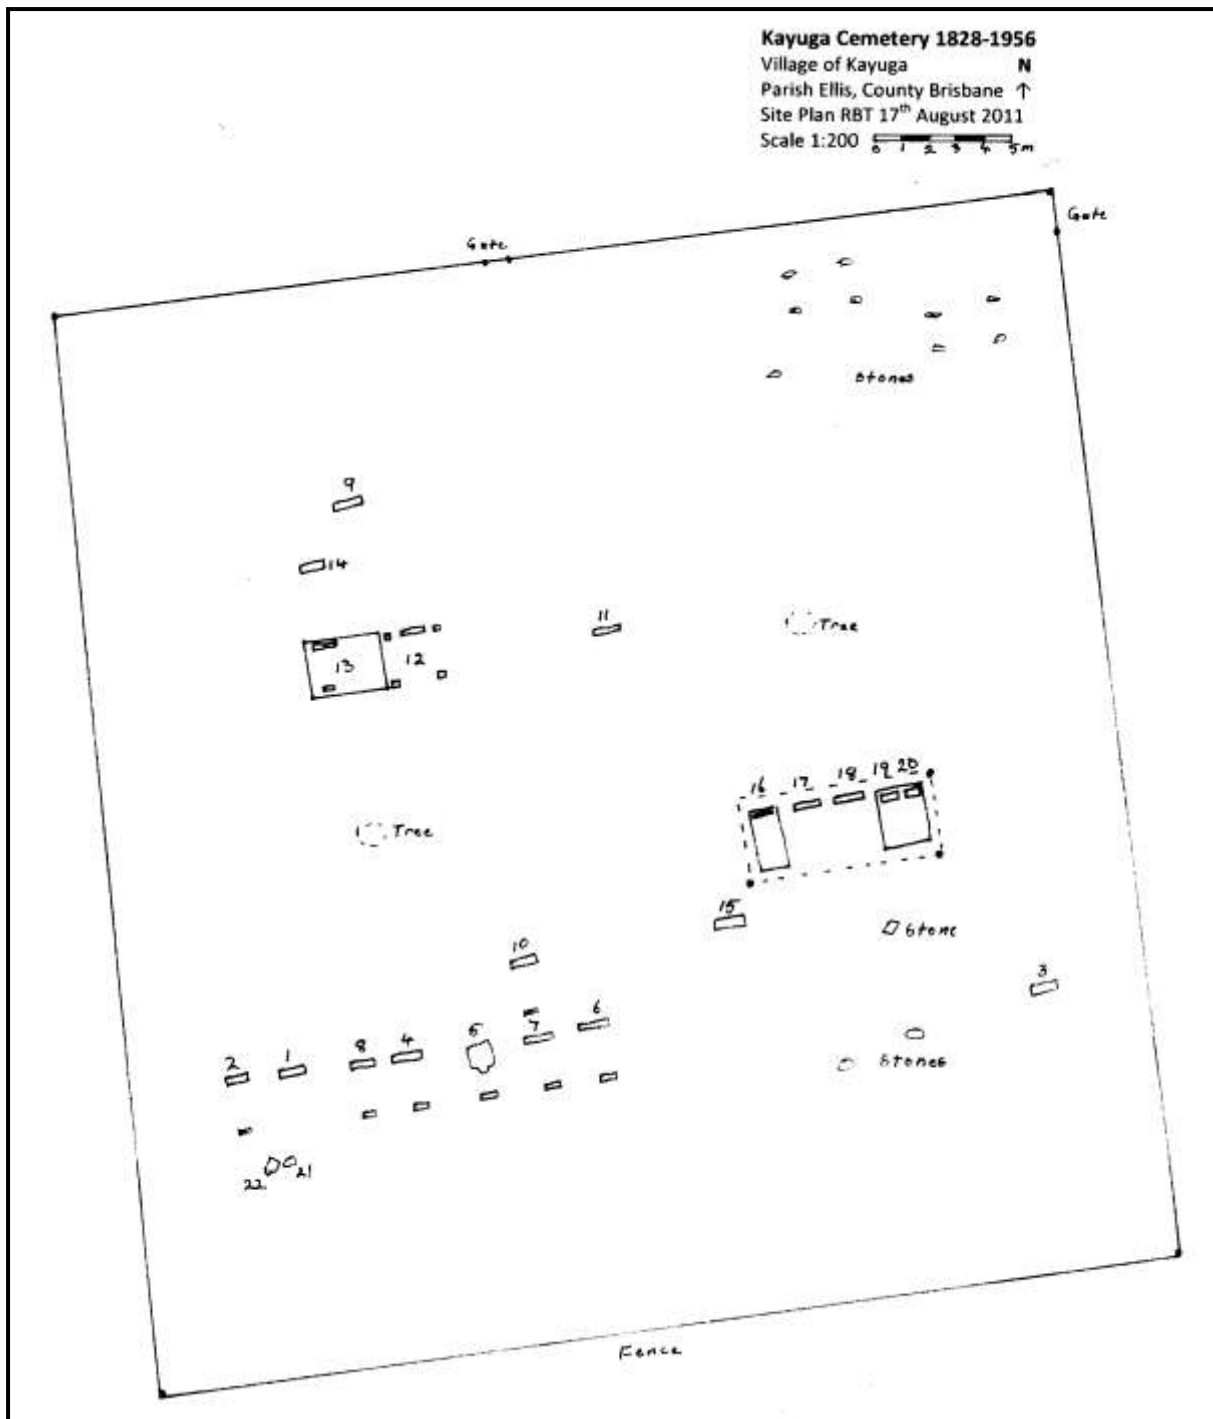 Kayuga Cemetery 1828-1956
Village of Kayuga N
Parish Ellis, County Brisbane ↑
Site Plan RBT 17th August 2011
Scale 1:200 0 1 2 3 4 5m
Gate
Gate
Stones
9
14
11
Tree
13 12
16 17 18 19 20
Tree
15
Stone
10
3
6
5 7
2 1 8 4
Stones
22 21
Fence